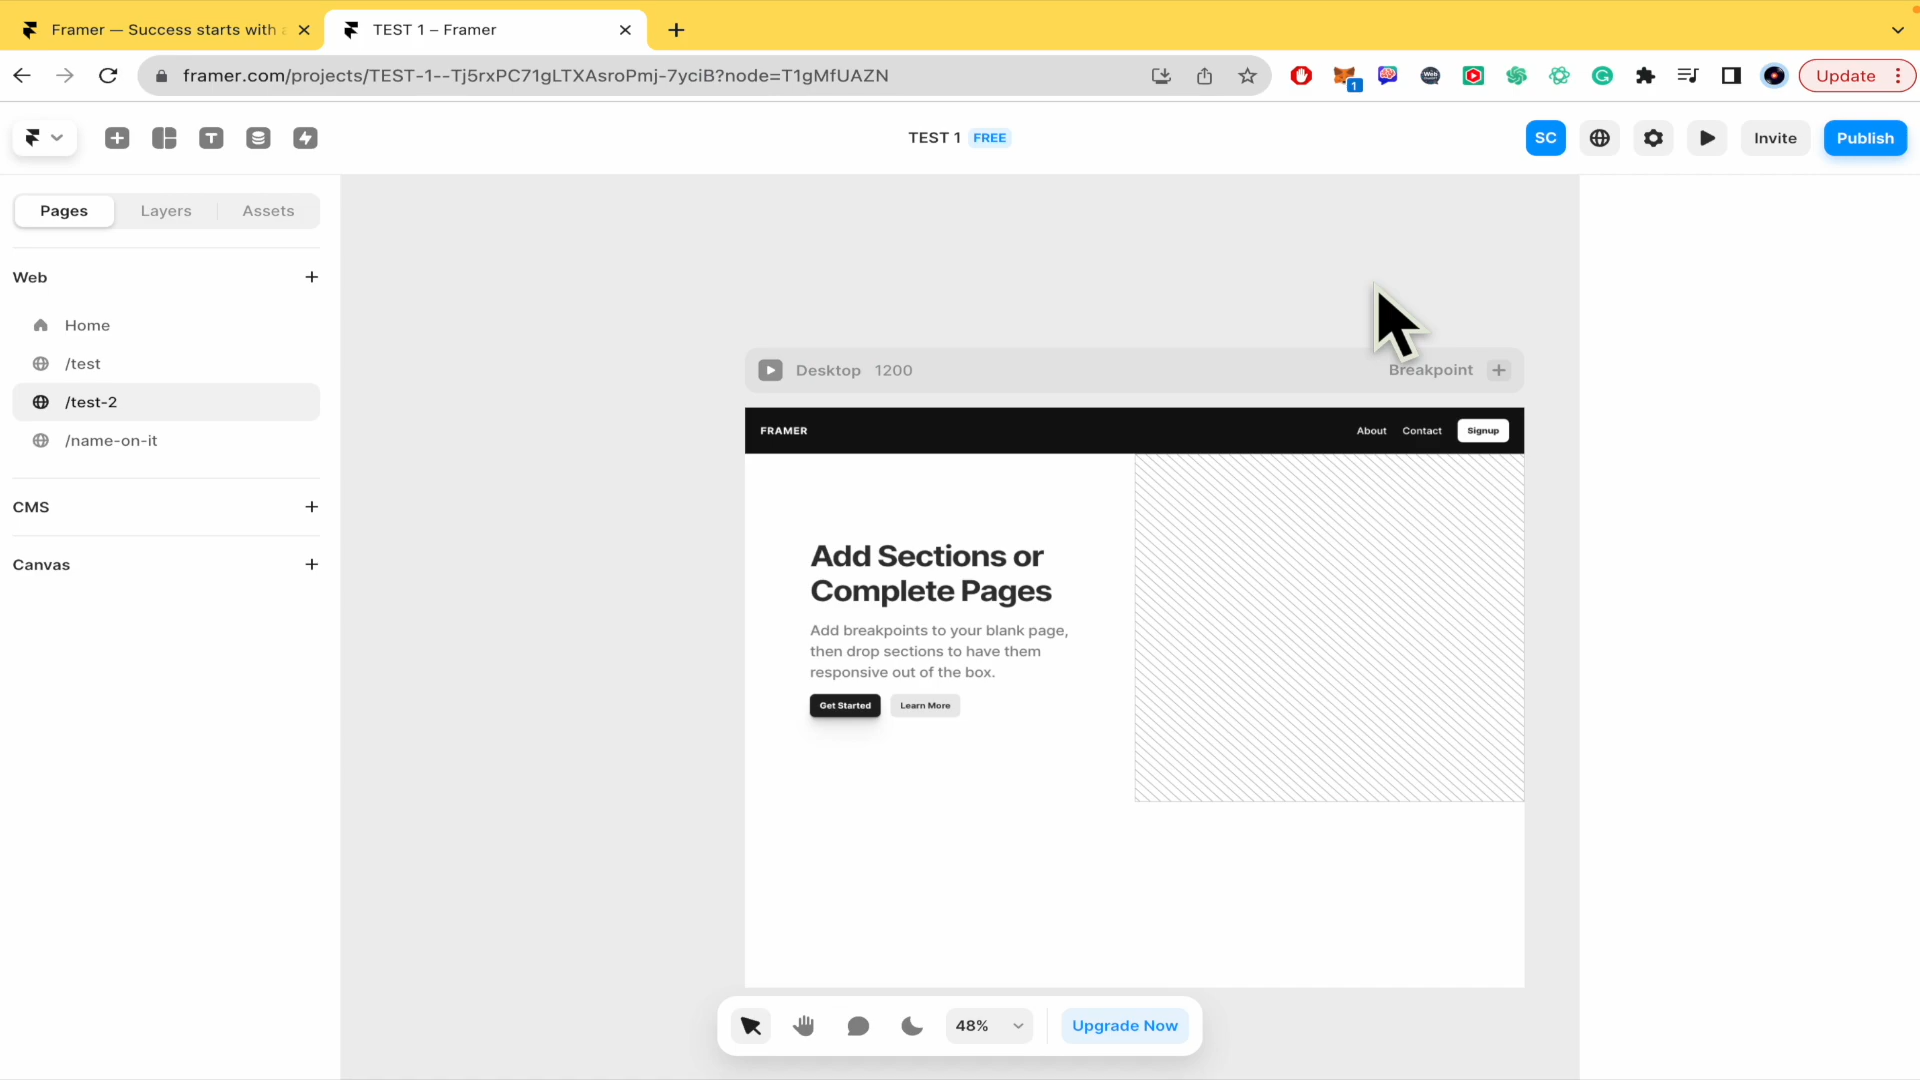 Framer — Success starts with
TEST 1 – Framer
framer.com/projects/TEST-1--Tj5rxPC71gLTXAsroPmj-7yciB?node=T1gMfUAZN
1
Update
TEST 1 FREE
SC
Invite
Publish
Pages
Layers
Assets
Web
Home
/test
/test-2
/name-on-it
CMS
Canvas
Desktop 1200
Breakpoint
FRAMER
About
Contact
Signup
Add Sections or
Complete Pages
Add breakpoints to your blank page,
then drop sections to have them
responsive out of the box.
Get Started
Learn More
48%
Upgrade Now